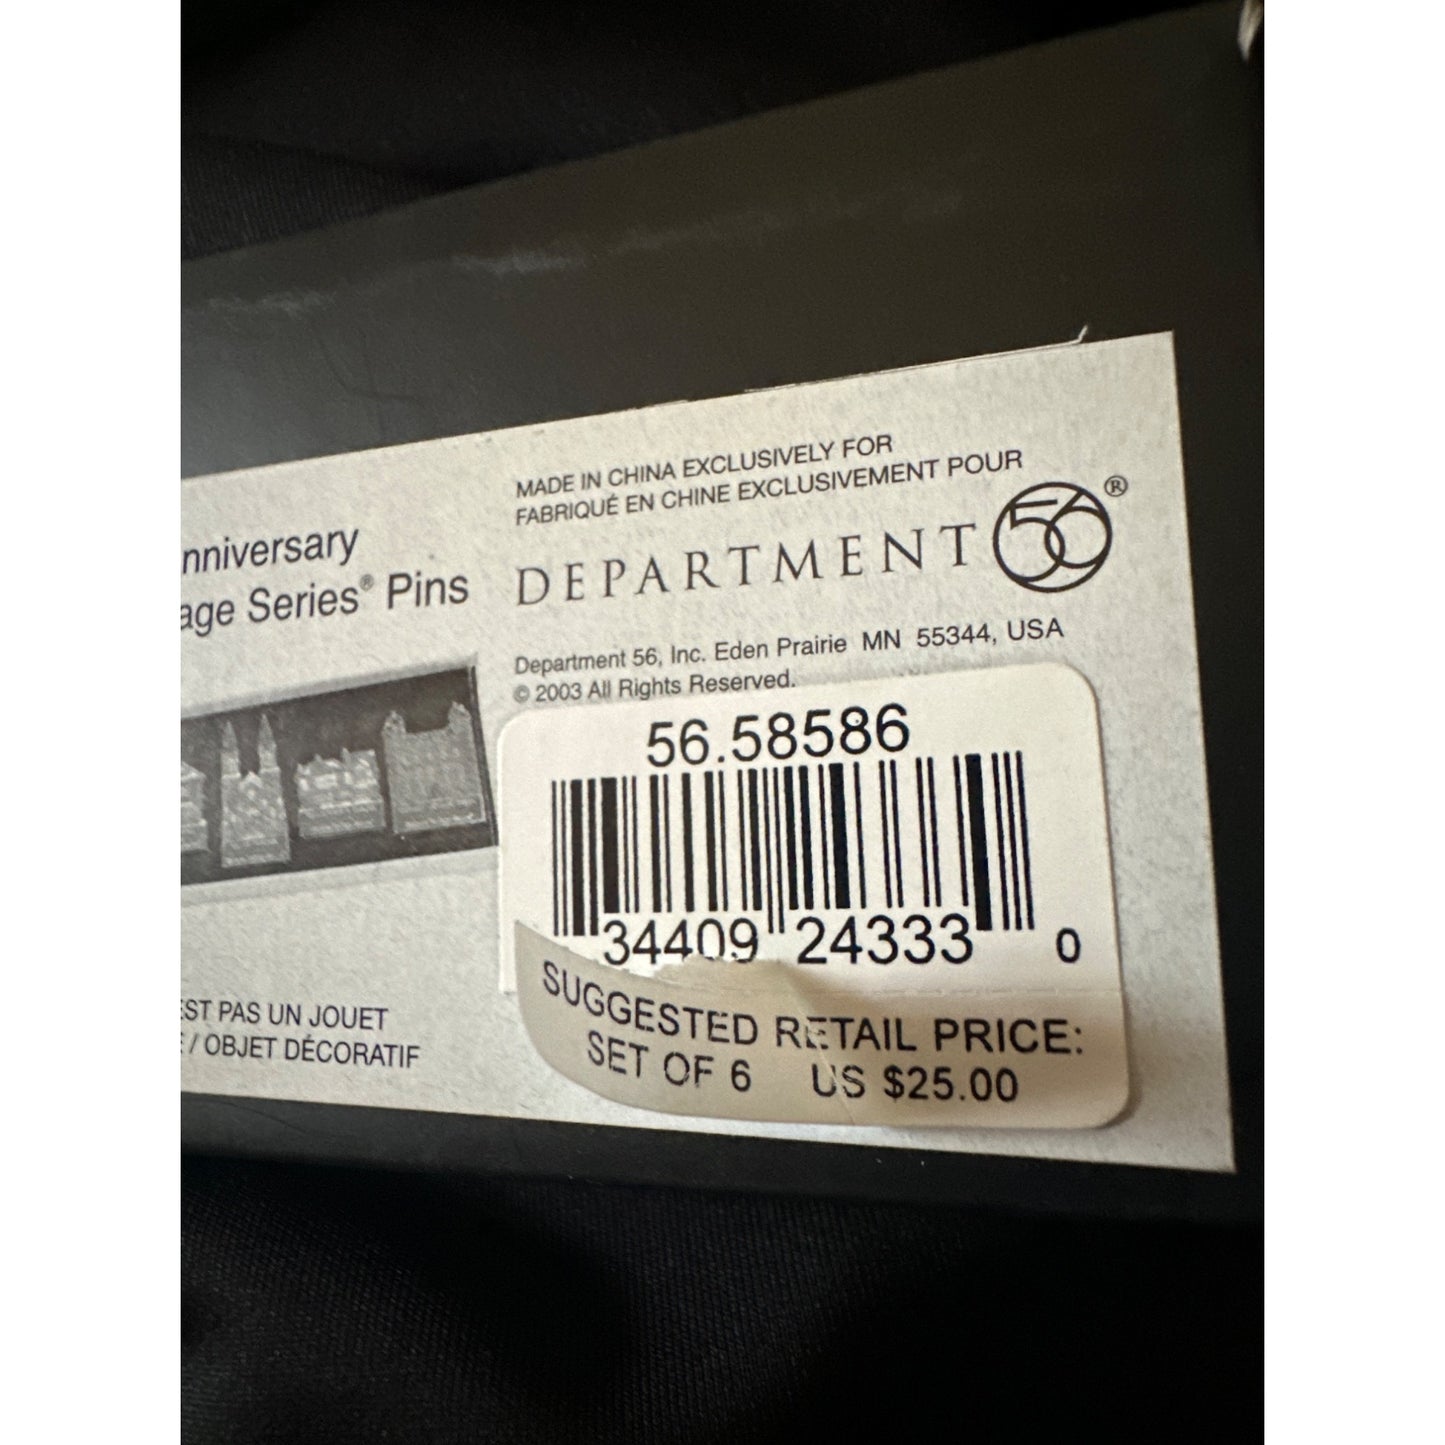 nniversary
age Series® Pins
EST PAS UN JOUET
E / OBJET DÉCORATIF
MADE IN CHINA EXCLUSIVELY FOR
FABRIQUÉ EN CHINE EXCLUSIVEMENT POUR
DEPARTMENT 56®
Department 56, Inc. Eden Prairie MN 55344, USA
© 2003 All Rights Reserved.
56.58586
34409 24333 0
SUGGESTED RETAIL PRICE:
SET OF 6 US $25.00